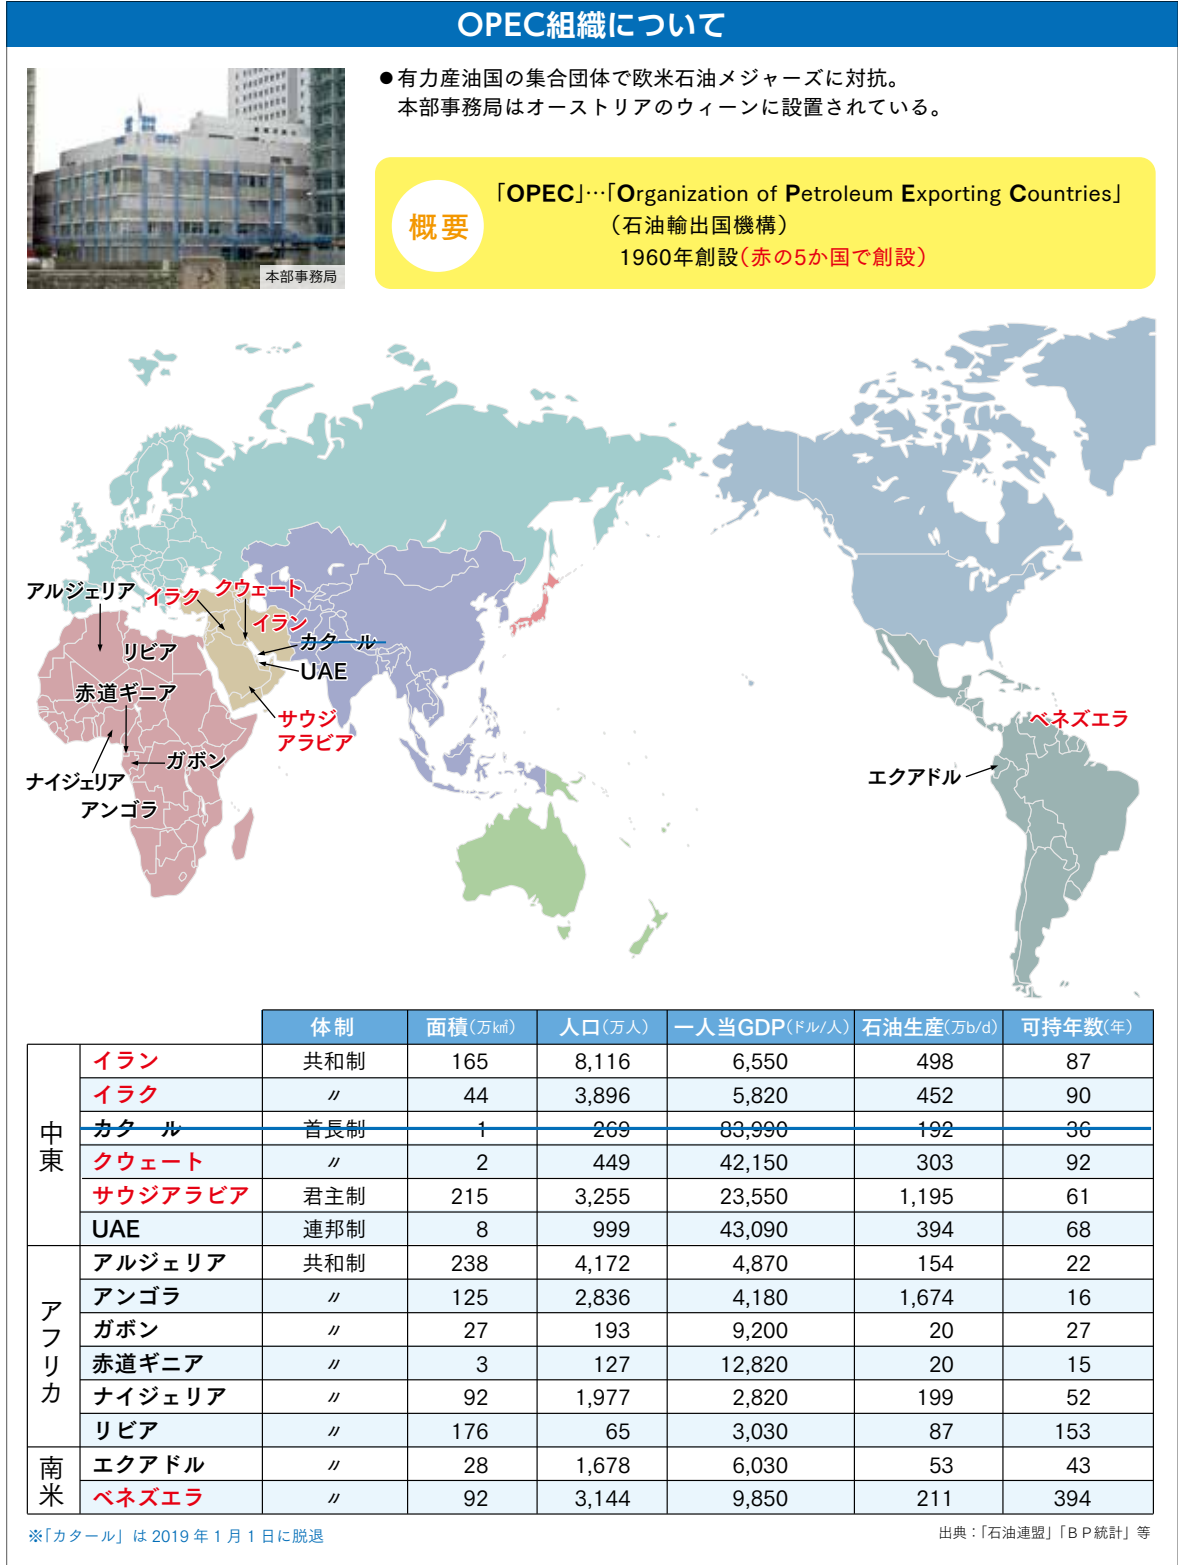 OPEC組織について
●有力産油国の集合団体で欧米石油メジャーズに対抗。
本部事務局はオーストリアのウィーンに設置されている。
本部事務局
概要
「OPEC」…「Organization of Petroleum Exporting Countries」
（石油輸出国機構）
1960年創設（赤の5か国で創設）
アルジェリア
イラク
クウェート
イラン
カタール
UAE
リビア
赤道ギニア
サウジ
アラビア
ガボン
ナイジェリア
アンゴラ
ベネズエラ
エクアドル
体制 面積(万㎢) 人口(万人) 一人当GDP(ドル/人) 石油生産(万b/d) 可持年数(年)
中東
イラン 共和制 165 8,116 6,550 498 87
イラク 〃 44 3,896 5,820 452 90
カタール 首長制 1 269 83,990 192 36
クウェート 〃 2 449 42,150 303 92
サウジアラビア 君主制 215 3,255 23,550 1,195 61
UAE 連邦制 8 999 43,090 394 68
アフリカ
アルジェリア 共和制 238 4,172 4,870 154 22
アンゴラ 〃 125 2,836 4,180 1,674 16
ガボン 〃 27 193 9,200 20 27
赤道ギニア 〃 3 127 12,820 20 15
ナイジェリア 〃 92 1,977 2,820 199 52
リビア 〃 176 65 3,030 87 153
南米
エクアドル 〃 28 1,678 6,030 53 43
ベネズエラ 〃 92 3,144 9,850 211 394
※「カタール」は2019年1月1日に脱退
出典：「石油連盟」「BP統計」等